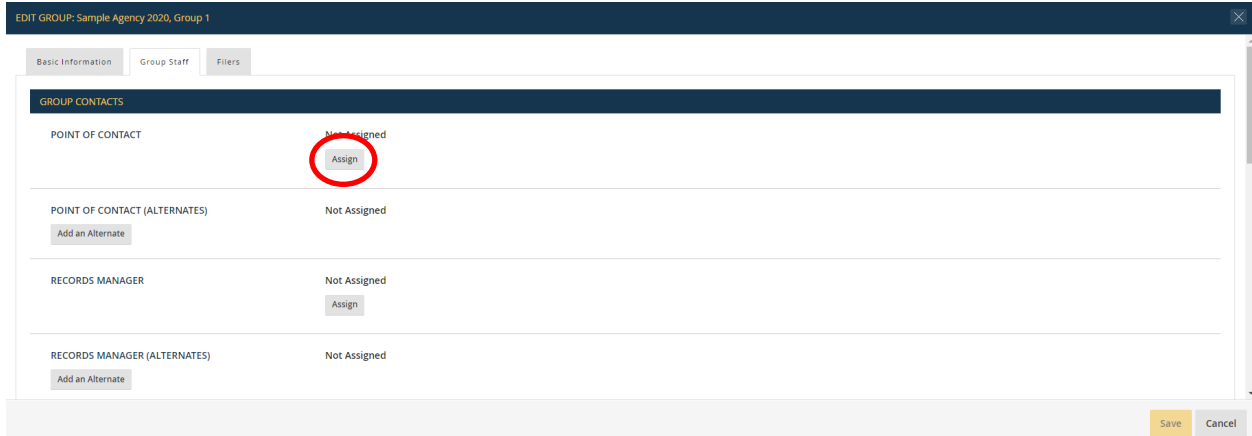 EDIT GROUP: Sample Agency 2020, Group 1
Basic Information Group Staff Filers
GROUP CONTACTS
POINT OF CONTACT Not Assigned
Assign
POINT OF CONTACT (ALTERNATES) Not Assigned
Add an Alternate
RECORDS MANAGER Not Assigned
Assign
RECORDS MANAGER (ALTERNATES) Not Assigned
Add an Alternate
Save Cancel